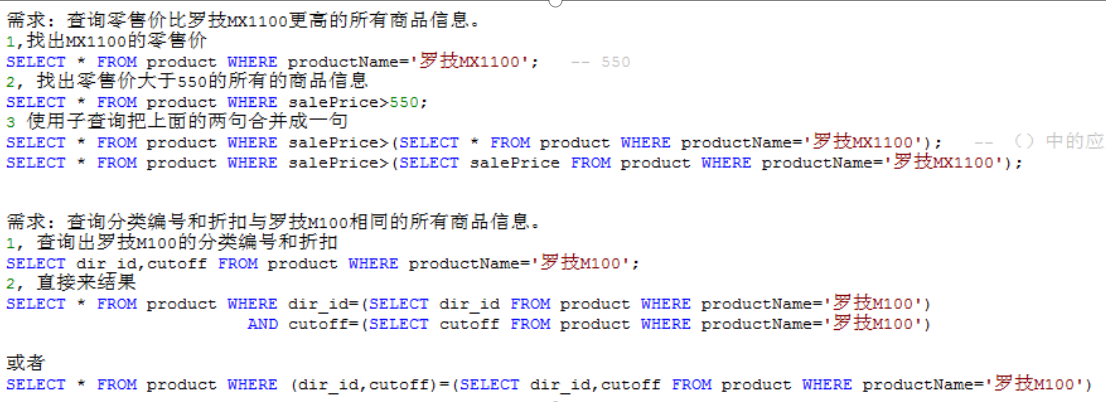 需求: 查询零售价比罗技MX1100更高的所有商品信息。
1,找出MX1100的零售价
SELECT * FROM product WHERE productName='罗技MX1100';   -- 550
2, 找出零售价大于550的所有的商品信息
SELECT * FROM product WHERE salePrice>550;
3 使用子查询把上面的两句合并成一句
SELECT * FROM product WHERE salePrice>(SELECT * FROM product WHERE productName='罗技MX1100');   -- （）中的应
SELECT * FROM product WHERE salePrice>(SELECT salePrice FROM product WHERE productName='罗技MX1100');
需求: 查询分类编号和折扣与罗技M100相同的所有商品信息。
1, 查询出罗技M100的分类编号和折扣
SELECT dir_id,cutoff FROM product WHERE productName='罗技M100';
2, 直接来结果
SELECT * FROM product WHERE dir_id=(SELECT dir_id FROM product WHERE productName='罗技M100')
AND cutoff=(SELECT cutoff FROM product WHERE productName='罗技M100')
或者
SELECT * FROM product WHERE (dir_id,cutoff)=(SELECT dir_id,cutoff FROM product WHERE productName='罗技M100')